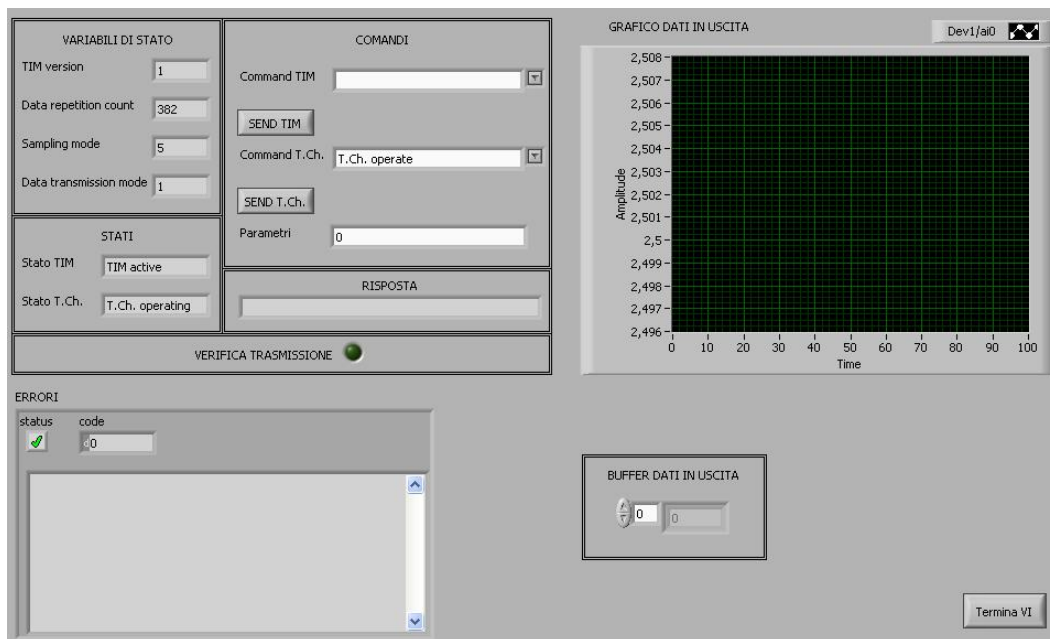 VARIABILI DI STATO
TIM version 1
Data repetition count 382
Sampling mode 5
Data transmission mode 1
STATI
Stato TIM TIM active
Stato T.Ch. T.Ch. operating
COMANDI
Command TIM
SEND TIM
Command T.Ch. T.Ch. operate
SEND T.Ch.
Parametri 0
RISPOSTA
VERIFICA TRASMISSIONE
GRAFICO DATI IN USCITA
Dev1/ai0
2,508
2,507
2,506
2,505
2,504
2,503
2,502
2,501
2,5
2,499
2,498
2,497
2,496
Amplitude
0 10 20 30 40 50 60 70 80 90 100
Time
ERRORI
status code
d0
BUFFER DATI IN USCITA
0 0
Termina VI